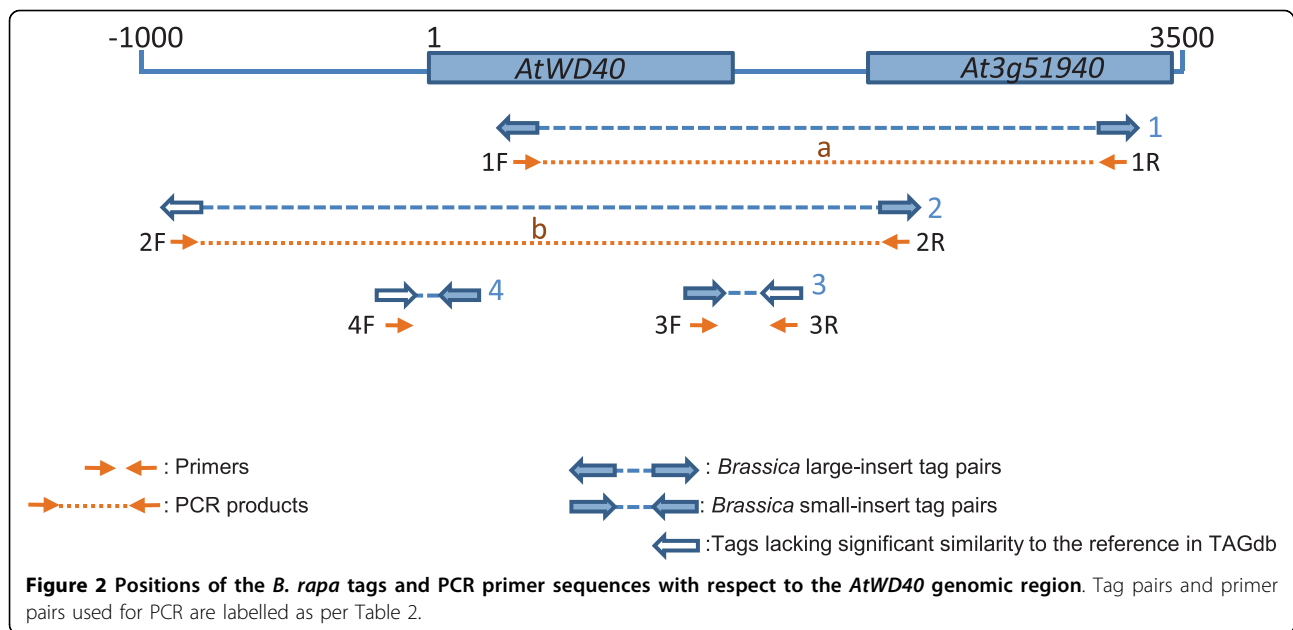 -1000 1 3500
AtWD40 At3g51940
1
a
1F 1R
2
b
2F 2R
4 3
4F 3F 3R
: Primers
: Brassica large-insert tag pairs
: PCR products
: Brassica small-insert tag pairs
:Tags lacking significant similarity to the reference in TAGdb
Figure 2 Positions of the B. rapa tags and PCR primer sequences with respect to the AtWD40 genomic region. Tag pairs and primer
pairs used for PCR are labelled as per Table 2.